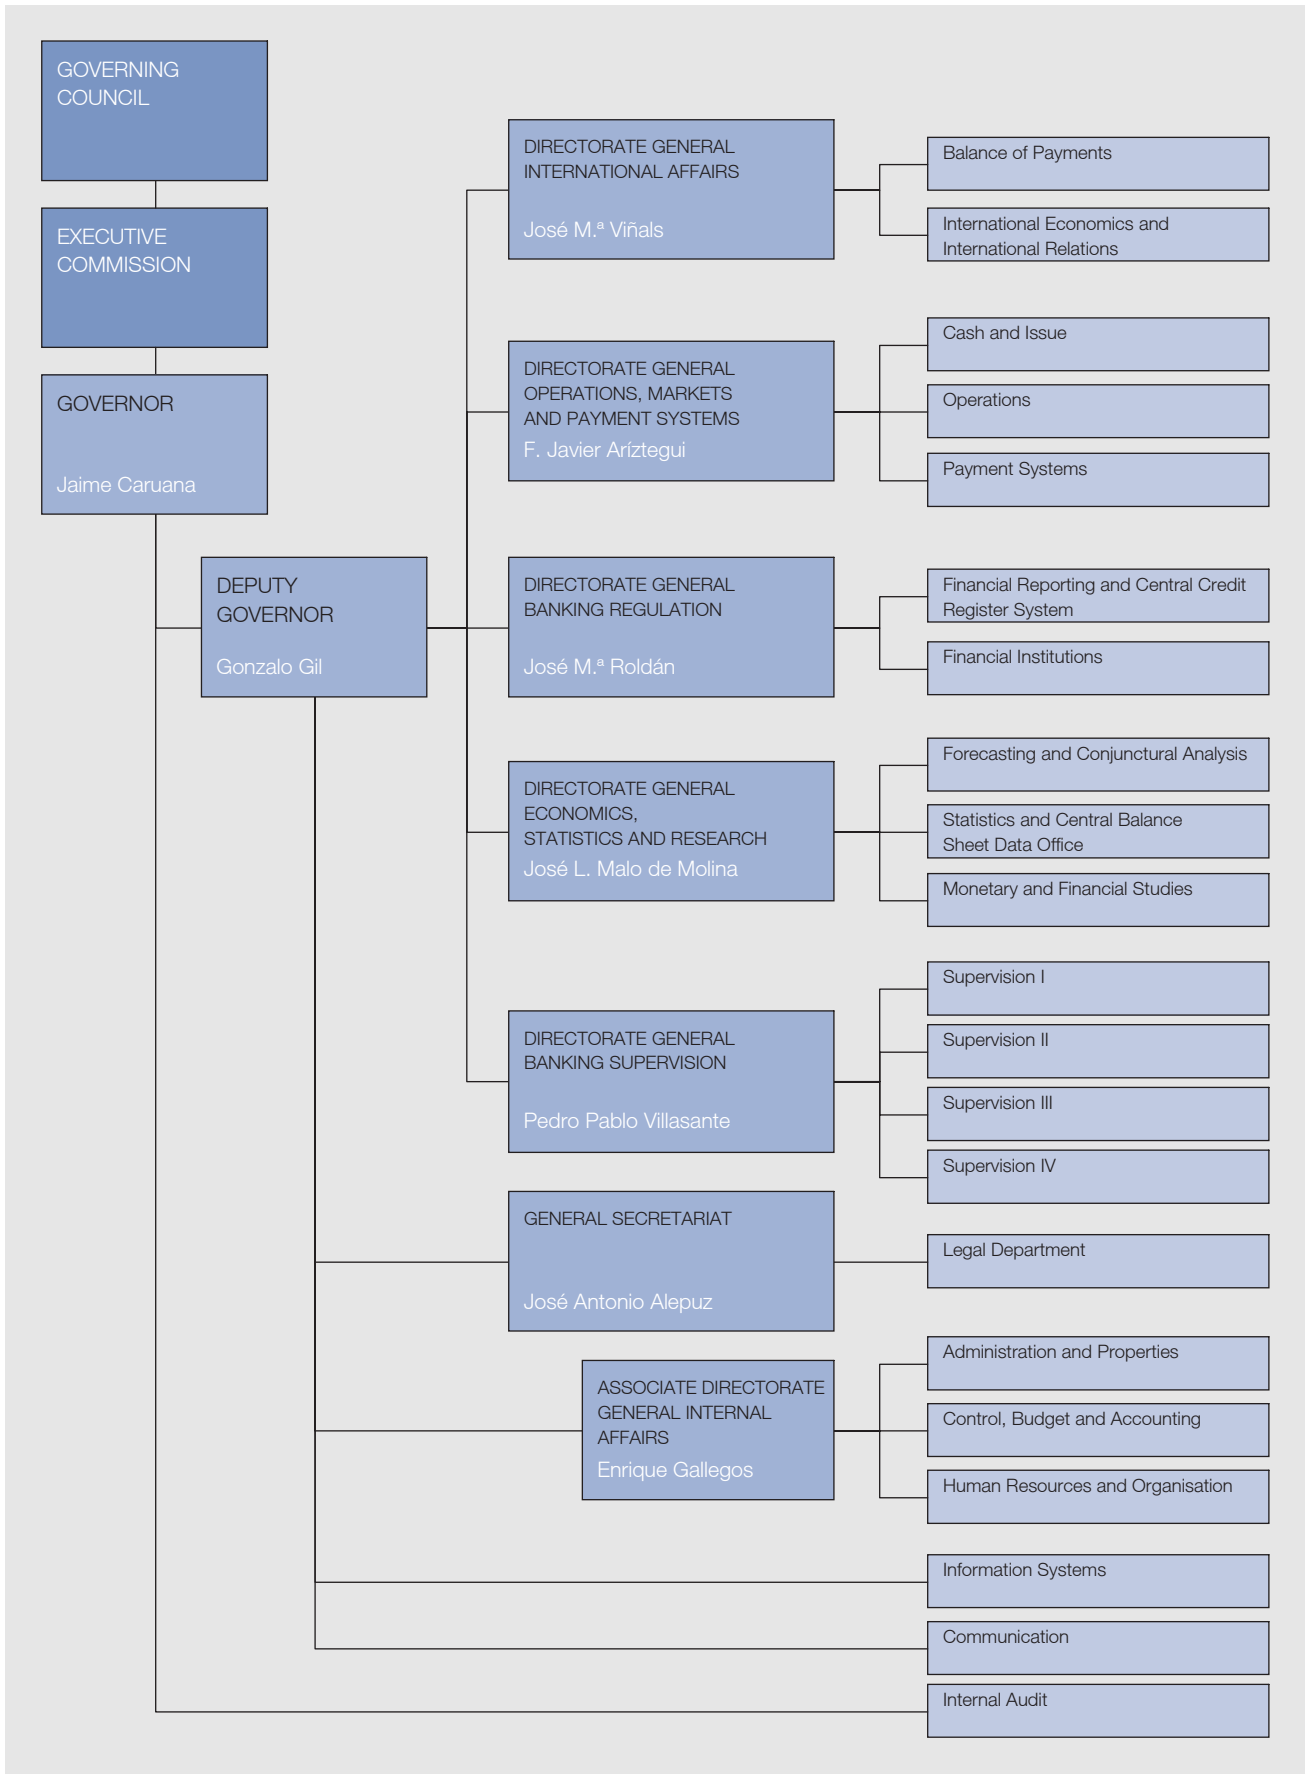 GOVERNING
COUNCIL
EXECUTIVE
COMMISSION
GOVERNOR
Jaime Caruana
DEPUTY
GOVERNOR
Gonzalo Gil
DIRECTORATE GENERAL
INTERNATIONAL AFFAIRS
José M.ª Viñals
Balance of Payments
International Economics and
International Relations
DIRECTORATE GENERAL
OPERATIONS, MARKETS
AND PAYMENT SYSTEMS
F. Javier Aríztegui
Cash and Issue
Operations
Payment Systems
DIRECTORATE GENERAL
BANKING REGULATION
José M.ª Roldán
Financial Reporting and Central Credit
Register System
Financial Institutions
DIRECTORATE GENERAL
ECONOMICS,
STATISTICS AND RESEARCH
José L. Malo de Molina
Forecasting and Conjunctural Analysis
Statistics and Central Balance
Sheet Data Office
Monetary and Financial Studies
DIRECTORATE GENERAL
BANKING SUPERVISION
Pedro Pablo Villasante
Supervision I
Supervision II
Supervision III
Supervision IV
GENERAL SECRETARIAT
José Antonio Alepuz
Legal Department
ASSOCIATE DIRECTORATE
GENERAL INTERNAL
AFFAIRS
Enrique Gallegos
Administration and Properties
Control, Budget and Accounting
Human Resources and Organisation
Information Systems
Communication
Internal Audit